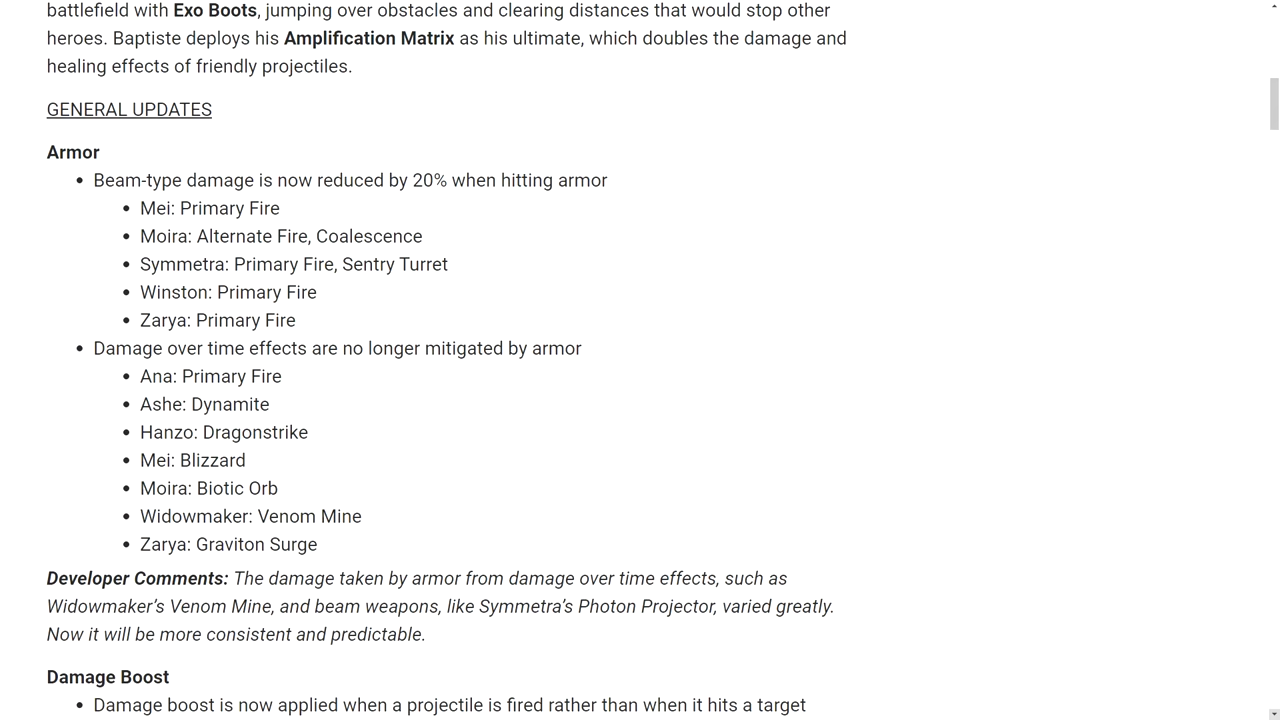 battlefield with Exo Boots, jumping over obstacles and clearing distances that would stop other
heroes. Baptiste deploys his Amplification Matrix as his ultimate, which doubles the damage and
healing effects of friendly projectiles.
GENERAL UPDATES
Armor
• Beam-type damage is now reduced by 20% when hitting armor
• Mei: Primary Fire
• Moira: Alternate Fire, Coalescence
• Symmetra: Primary Fire, Sentry Turret
• Winston: Primary Fire
• Zarya: Primary Fire
• Damage over time effects are no longer mitigated by armor
• Ana: Primary Fire
• Ashe: Dynamite
• Hanzo: Dragonstrike
• Mei: Blizzard
• Moira: Biotic Orb
• Widowmaker: Venom Mine
• Zarya: Graviton Surge
Developer Comments: The damage taken by armor from damage over time effects, such as
Widowmaker’s Venom Mine, and beam weapons, like Symmetra’s Photon Projector, varied greatly.
Now it will be more consistent and predictable.
Damage Boost
• Damage boost is now applied when a projectile is fired rather than when it hits a target